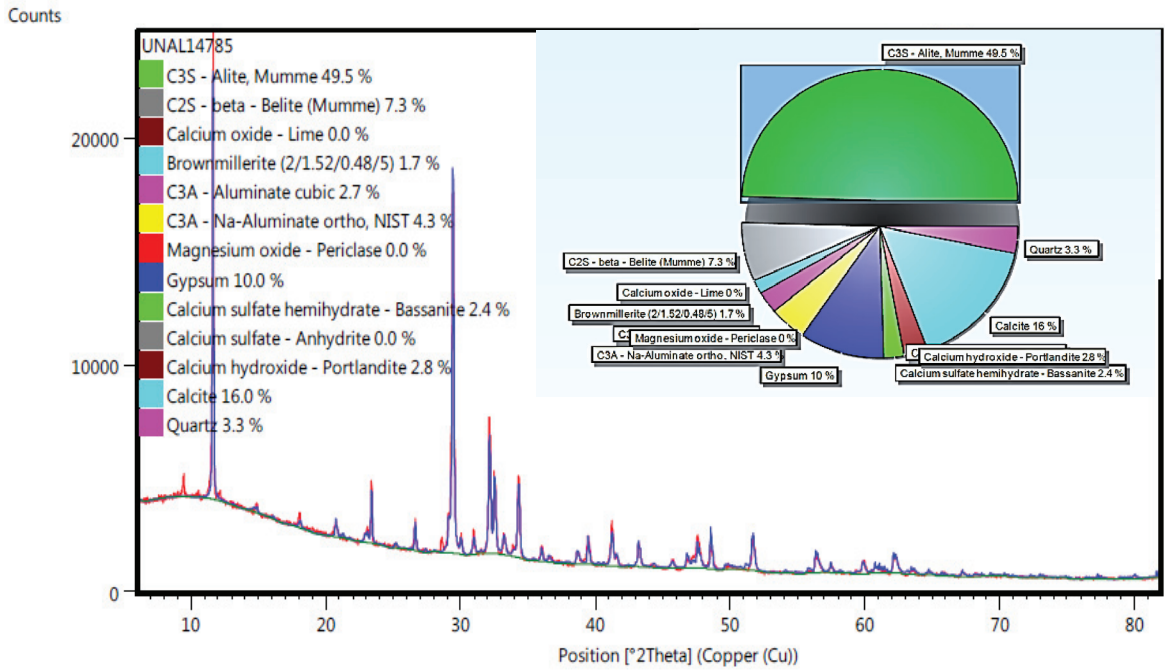 Counts
UNAL14785
C3S - Alite, Mumme 49.5 %
C2S - beta - Belite (Mumme) 7.3 %
Calcium oxide - Lime 0.0 %
Brownmillerite (2/1.52/0.48/5) 1.7 %
C3A - Aluminate cubic 2.7 %
C3A - Na-Aluminate ortho, NIST 4.3 %
Magnesium oxide - Periclase 0.0 %
Gypsum 10.0 %
Calcium sulfate hemihydrate - Bassanite 2.4 %
Calcium sulfate - Anhydrite 0.0 %
Calcium hydroxide - Portlandite 2.8 %
Calcite 16.0 %
Quartz 3.3 %
20000
10000
0
10
20
30
40
50
60
70
80
Position [°2Theta] (Copper (Cu))
C3S - Alite, Mumme 49.5 %
Quartz 3.3 %
C2S - beta - Belite (Mumme) 7.3 %
Calcium oxide - Lime 0 %
Brownmillerite (2/1.52/0.48/5) 1.7 %
Magnesium oxide - Periclase 0 %
C3A - Na-Aluminate ortho, NIST 4.3 %
Gypsum 10 %
Calcite 16 %
Calcium hydroxide - Portlandite 2.8 %
Calcium sulfate hemihydrate - Bassanite 2.4 %